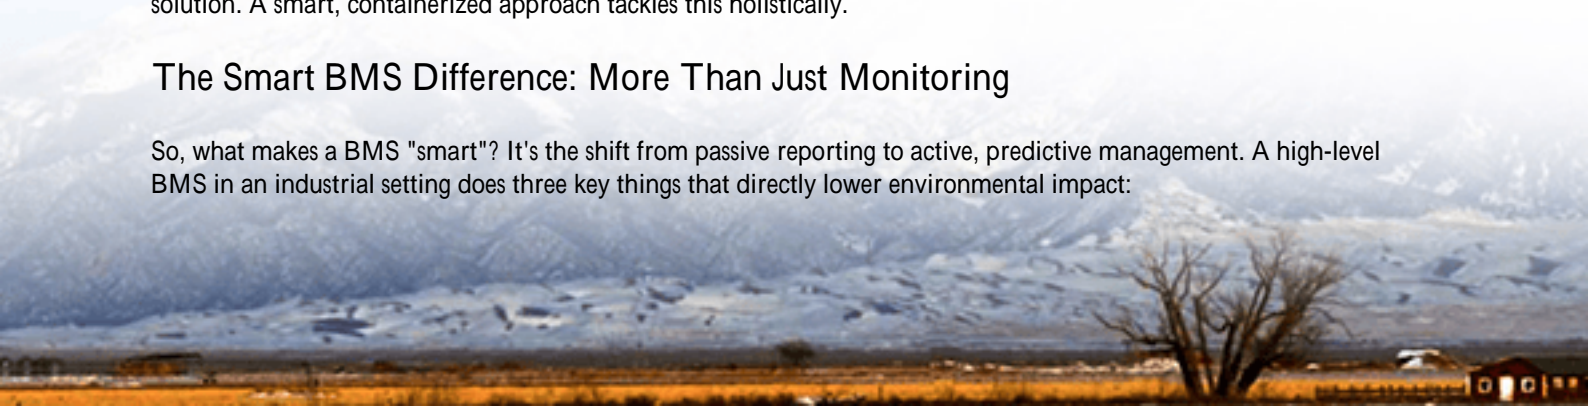 solution. A smart, containerized approach tackles this holistically.
The Smart BMS Difference: More Than Just Monitoring
So, what makes a BMS "smart"? It's the shift from passive reporting to active, predictive management. A high-level
BMS in an industrial setting does three key things that directly lower environmental impact: